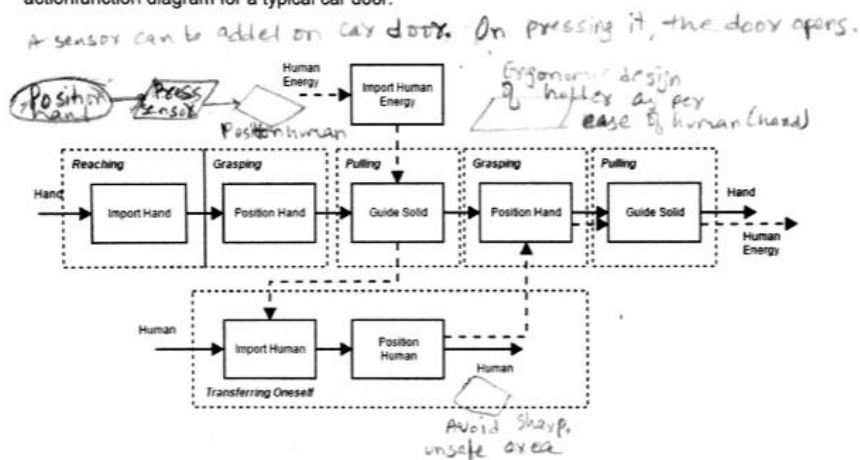 actionfunction diagram for a typical car door.
A sensor can be added on car door. On pressing it, the door opens.
Position hand
Press sensor
Position human
Human Energy
Import Human Energy
Ergonomic design
of holder as per
ease of human (hand)
Reaching
Grasping
Pulling
Grasping
Pulling
Hand
Import Hand
Position Hand
Guide Solid
Position Hand
Guide Solid
Hand
Human Energy
Human
Import Human
Position Human
Human
Transferring Oneself
Avoid sharp,
unsafe area